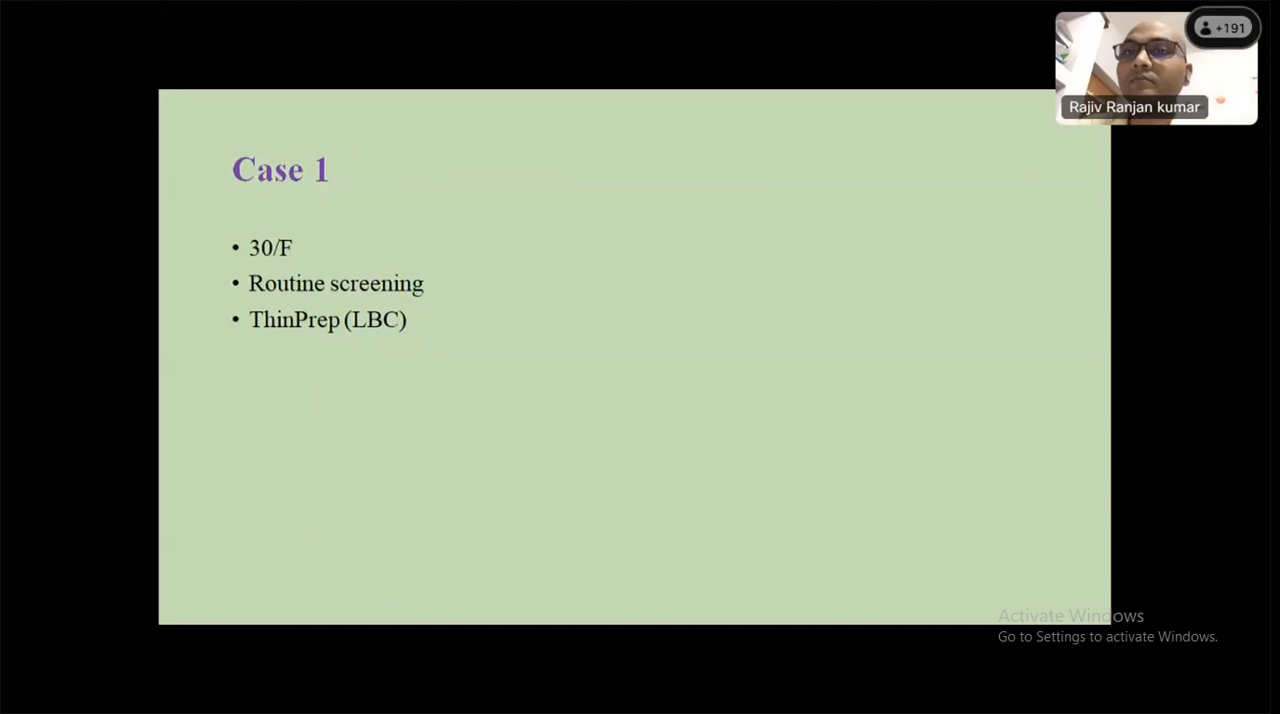 +191
Rajiv Ranjan kumar
Case 1
• 30/F
• Routine screening
• ThinPrep (LBC)
Activate Windows
Go to Settings to activate Windows.